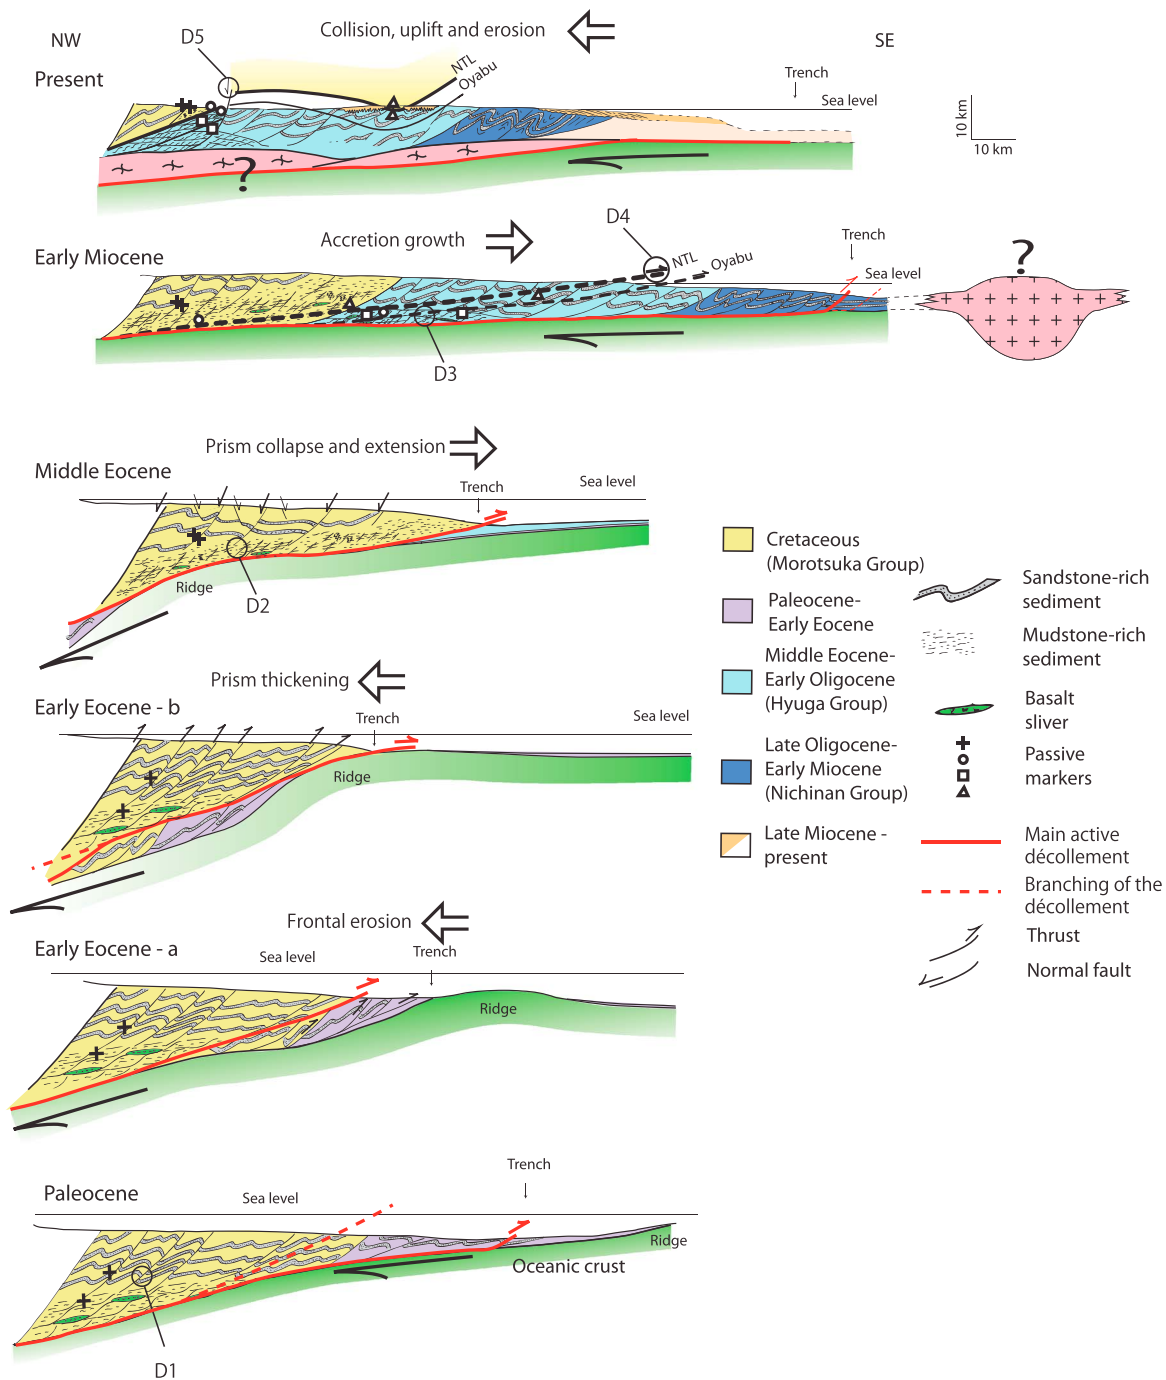 NW
D5
Collision, uplift and erosion
SE
Present
NTL
Oyabu
Trench
Sea level
10 km
10 km
?
D4
Accretion growth
Early Miocene
NTL
Oyabu
Trench
Sea level
?
D3
Prism collapse and extension
Middle Eocene
Trench
Sea level
Ridge
D2
Prism thickening
Early Eocene - b
Trench
Sea level
Ridge
Frontal erosion
Early Eocene - a
Sea level
Trench
Ridge
Paleocene
Sea level
Trench
Ridge
Oceanic crust
D1
Cretaceous
(Morotsuka Group)
Paleocene-
Early Eocene
Middle Eocene-
Early Oligocene
(Hyuga Group)
Late Oligocene-
Early Miocene
(Nichinan Group)
Late Miocene -
present
Sandstone-rich
sediment
Mudstone-rich
sediment
Basalt
sliver
Passive
markers
Main active
décollement
Branching of the
décollement
Thrust
Normal fault